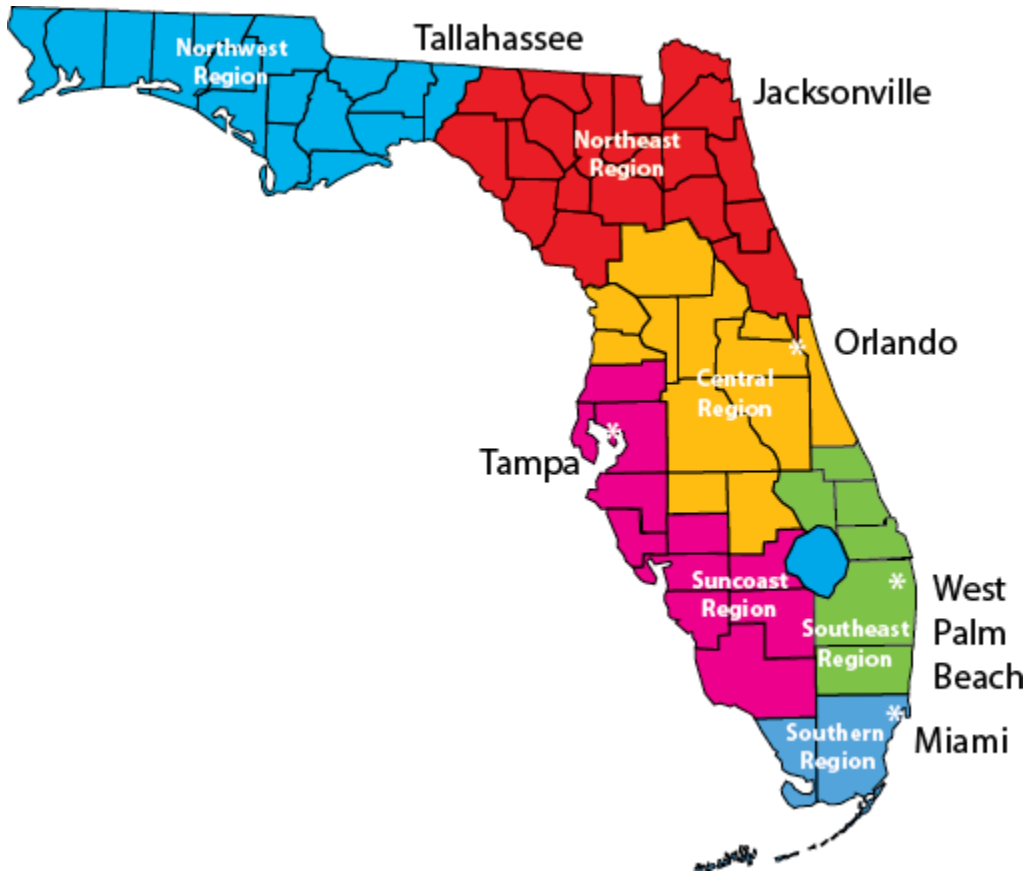 Tallahassee
Northwest
Region
Jacksonville
Northeast
Region
Orlando
*
Central
Region
*
Tampa
Suncoast
Region
*
West
Palm
Beach
Southeast
Region
*
Miami
Southern
Region